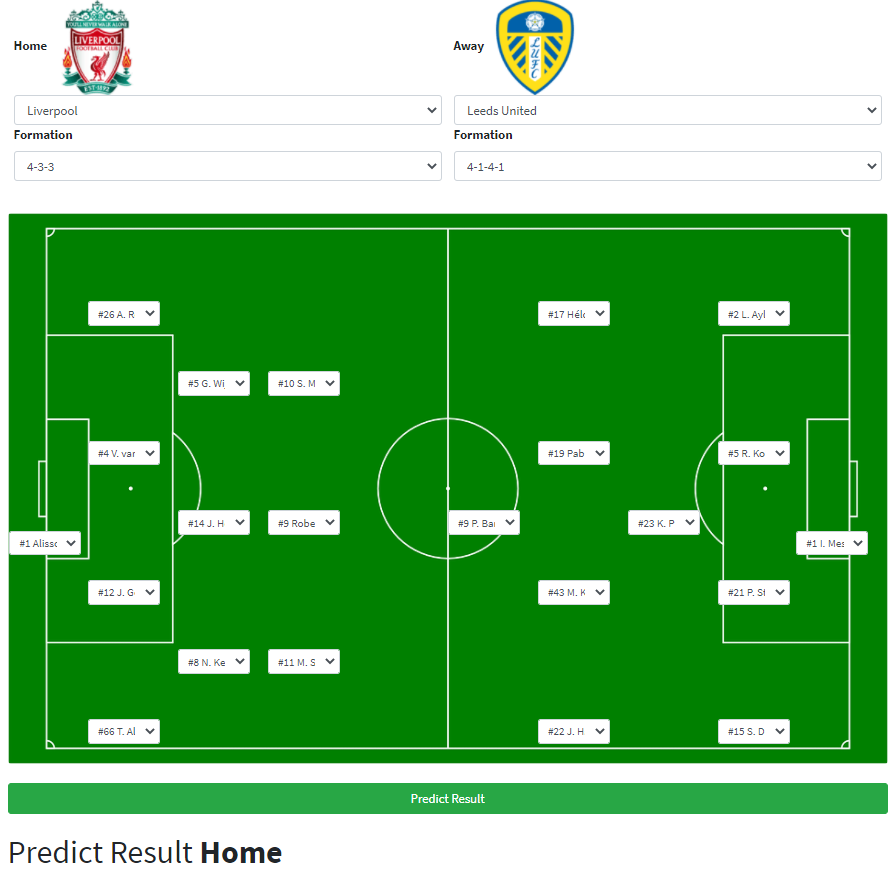 YOU'LL NEVER WALK ALONE
LIVERPOOL
FOOTBALL CLUB
EST·1892
Home
LUFC
Away
Liverpool
Leeds United
Formation
Formation
4-3-3
4-1-4-1
#26 A. R
#17 Hélc
#2 L. Ayl
#5 G. Wi
#10 S. M
#4 V. var
#19 Pab
#5 R. Ko
#14 J. H
#9 Robe
#9 P. Bai
#23 K. P
#1 Alissc
#1 I. Mes
#12 J. G
#43 M. K
#21 P. St
#8 N. Ke
#11 M. S
#66 T. Al
#22 J. H
#15 S. D
Predict Result
Predict Result Home